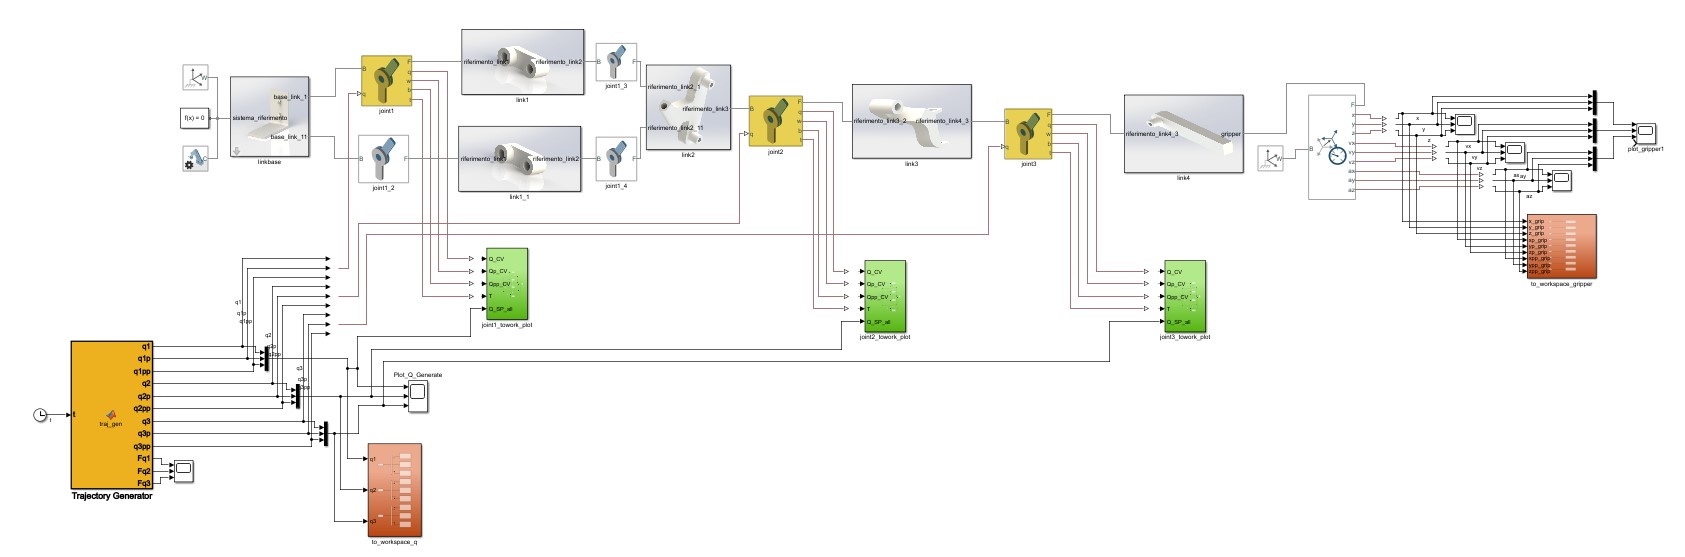 W
f(x) = 0
C
base_link_1
sistema_riferimento
base_link_11
linkbase
B
q
F
q
w
b
t
joint1
B
F
joint1_2
riferimento_link
riferimento_link2
link1
riferimento_link
riferimento_link2
link1_1
B
F
joint1_3
B
F
joint1_4
riferimento_link2_1
riferimento_link3
riferimento_link2_11
link2
B
q
F
q
w
b
t
joint2
riferimento_link3_2
riferimento_link4_3
link3
B
q
F
q
w
b
t
joint3
riferimento_link4_3
gripper
link4
W
B
F
x
y
z
vx
vy
vz
ax
ay
az
x
y
z
vx
vy
vz
ax
ay
az
plot_gripper1
x_grip
y_grip
z_grip
xp_grip
yp_grip
zp_grip
xpp_grip
ypp_grip
zpp_grip
to_workspace_gripper
Q_CV
Qp_CV
Qpp_CV
T
Q_SP_all
joint1_towork_plot
Q_CV
Qp_CV
Qpp_CV
T
Q_SP_all
joint2_towork_plot
Q_CV
Qp_CV
Qpp_CV
T
Q_SP_all
joint3_towork_plot
q1
q1p
q1pp
q2
q2p
q2pp
q3
q3p
t
t
traj_gen
q1
q1p
q1pp
q2
q2p
q2pp
q3
q3p
q3pp
Fq1
Fq2
Fq3
Trajectory Generator
Plot_Q_Generate
q1
q2
q3
to_workspace_q